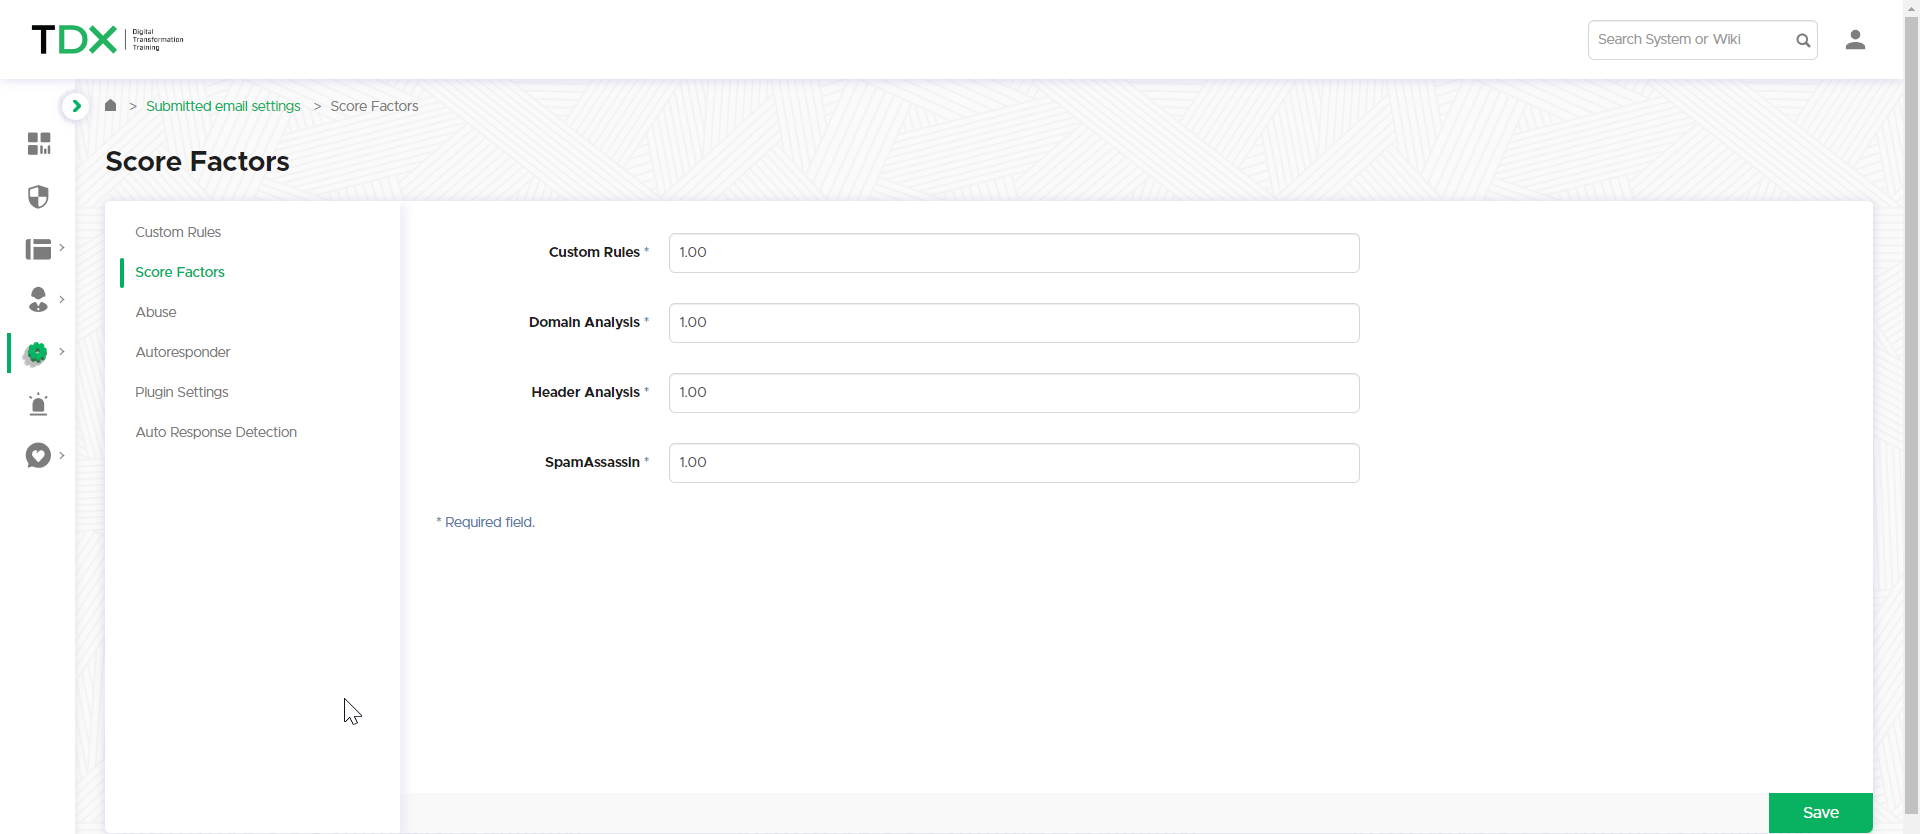 TDX
Digital
Transformation
Training
Search System or Wiki
> Submitted email settings > Score Factors
Score Factors
Custom Rules
Score Factors
Abuse
Autoresponder
Plugin Settings
Auto Response Detection
Custom Rules * 1.00
Domain Analysis * 1.00
Header Analysis * 1.00
SpamAssassin * 1.00
* Required field.
Save